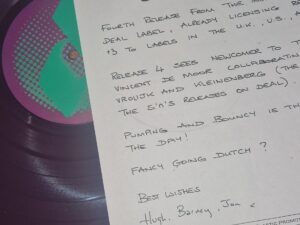 FOURTH RELEASE FROM THE
DEAL LABEL, ALREADY LICENSING
+3 TO LABELS IN THE U.K., U.S.,
RELEASE 4 SEES NEWCOMER TO
VINCENT DE MOOR COLLABORATIN
VROLIJK AND KLEINENBERG (THE
THE S'N'S RELEASES ON DEAL)
PUMPING AND BOUNCY IS TH
THE DAY!
FANCY GOING DUTCH?
BEST WISHES
Hugh, Barney, Jon